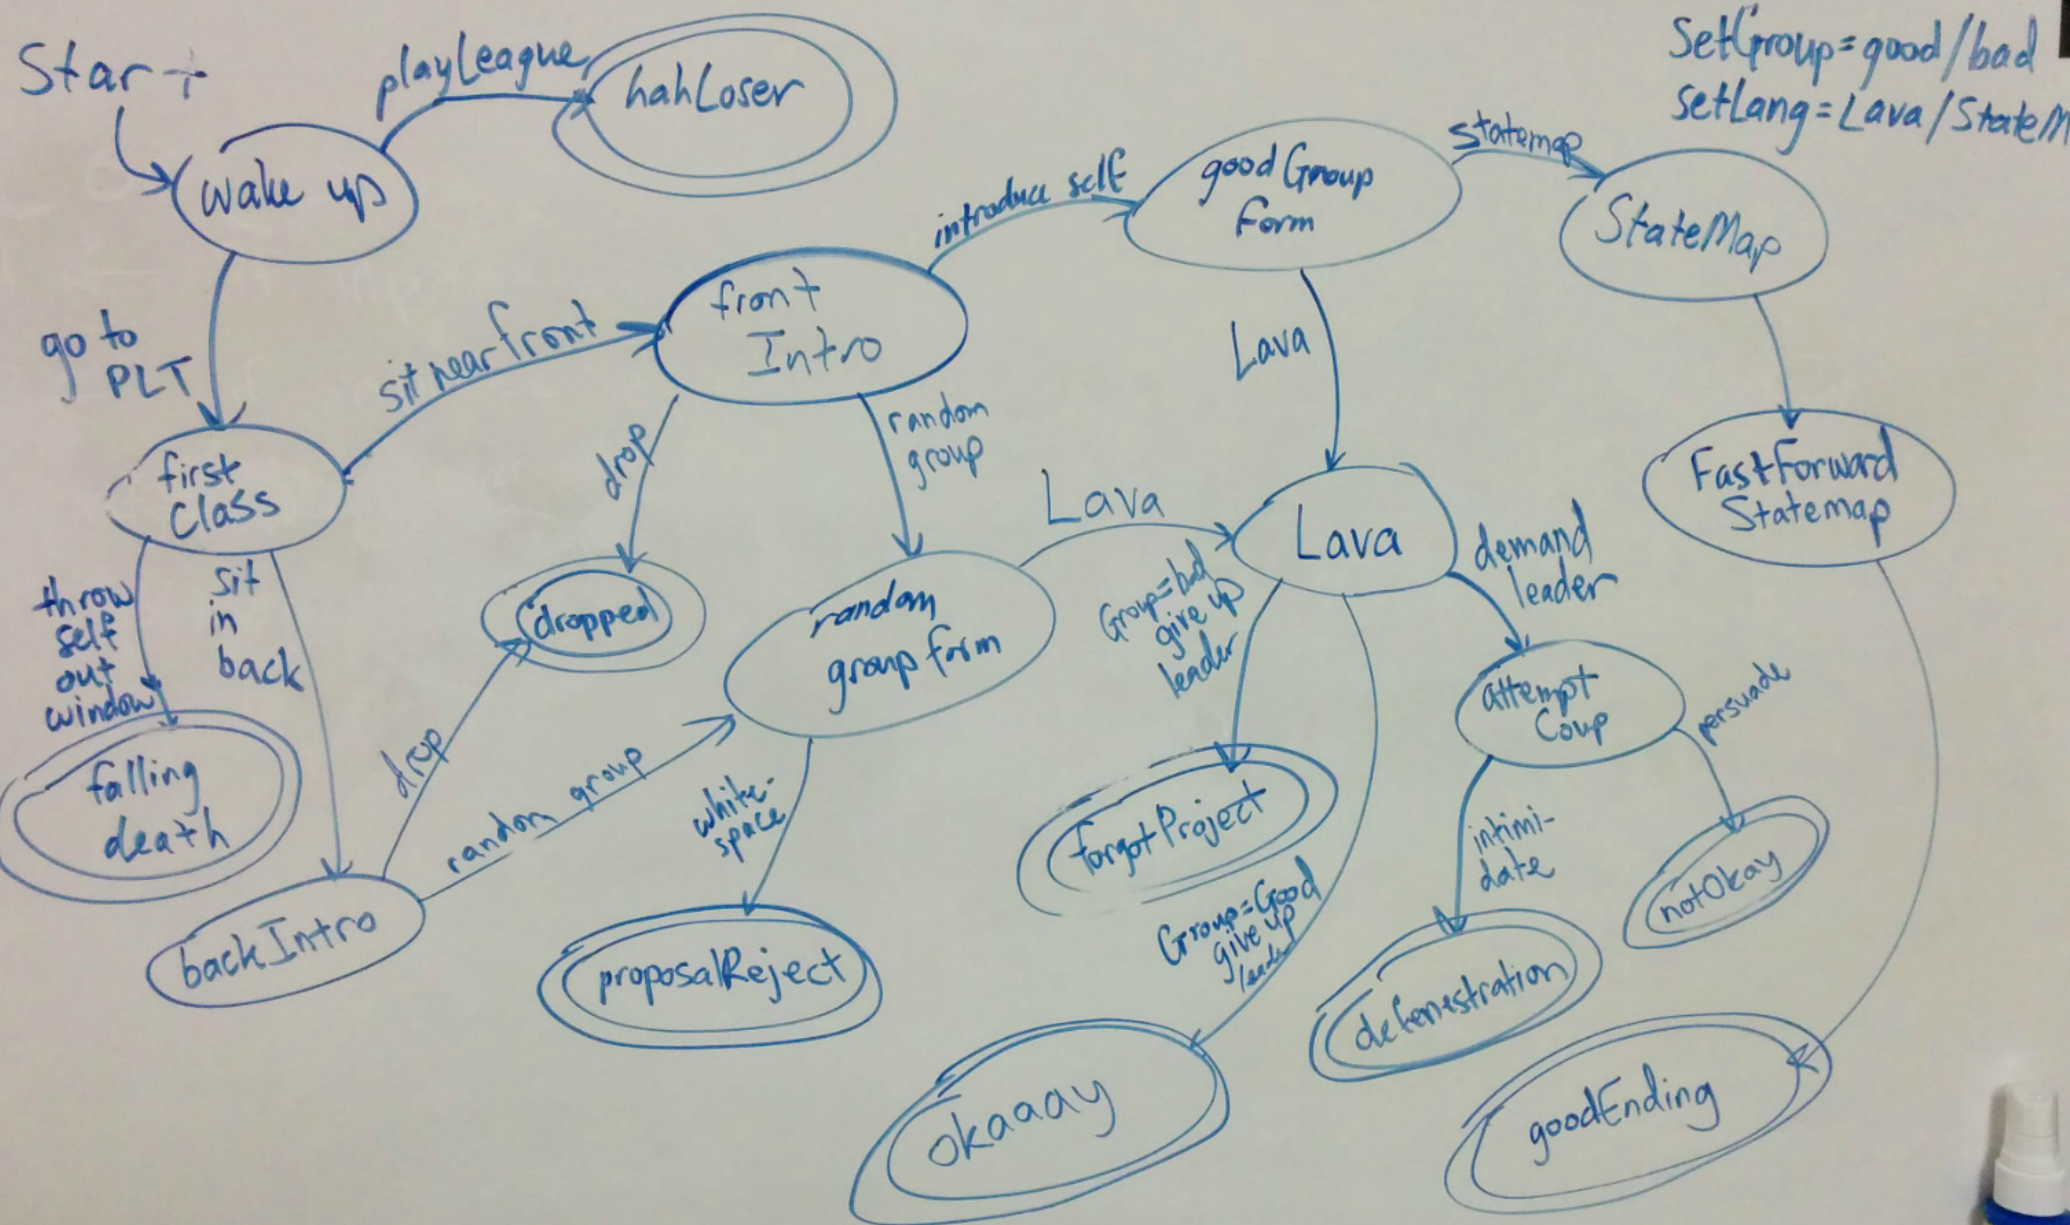 Start
playLeague
hahLoser
SetGroup=good/bad
setLang=Lava/StateM
wake up
introduce self
goodGroup
Form
statemap
StateMap
go to
PLT
sit near front
front
Intro
Lava
first
Class
drop
random
group
Lava
Lava
demand
leader
FastForward
Statemap
throw
self
out
window
sit
in
back
dropped
random
group form
Group=bad
give up
leader
attempt
Coup
persuade
falling
death
drop
random group
white-
space
forgotProject
intimi-
date
notOkay
backIntro
proposalReject
Group=Good
give up
leader
defenestration
okaaay
goodEnding